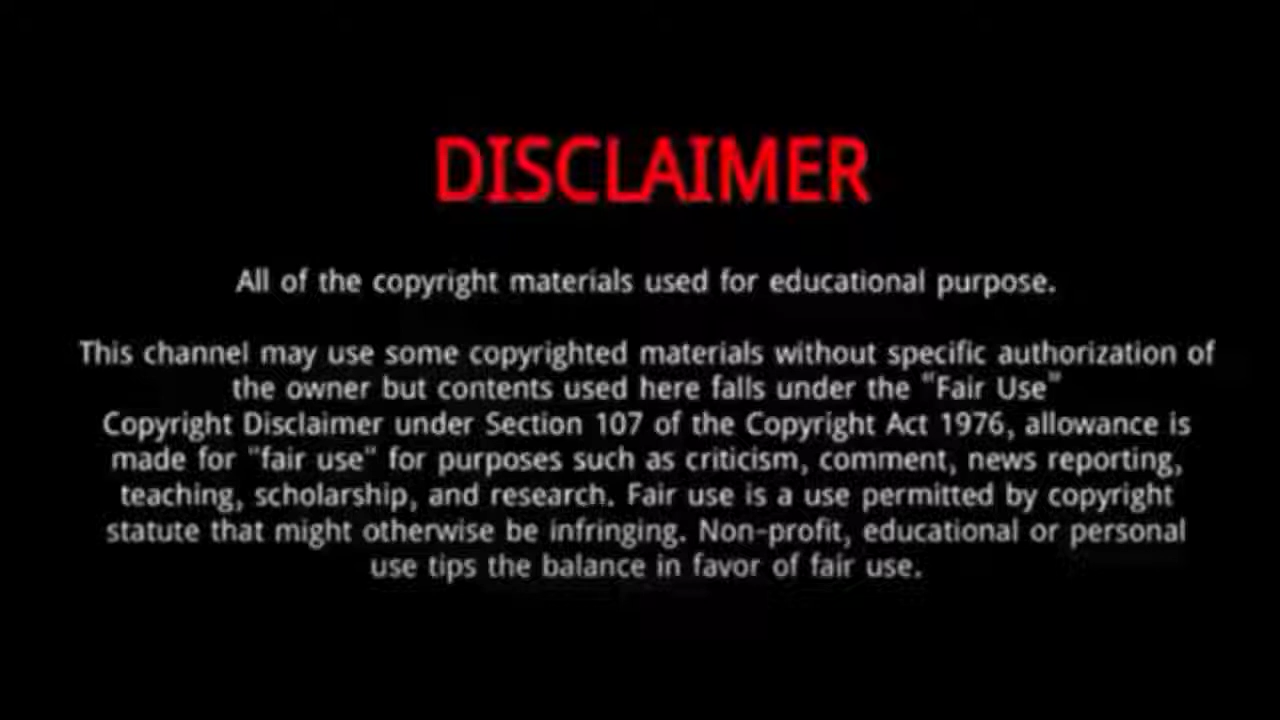 DISCLAIMER
All of the copyright materials used for educational purpose.
This channel may use some copyrighted materials without specific authorization of
the owner but contents used here falls under the "Fair Use"
Copyright Disclaimer under Section 107 of the Copyright Act 1976, allowance is
made for "fair use" for purposes such as criticism, comment, news reporting,
teaching, scholarship, and research. Fair use is a use permitted by copyright
statute that might otherwise be infringing. Non-profit, educational or personal
use tips the balance in favor of fair use.